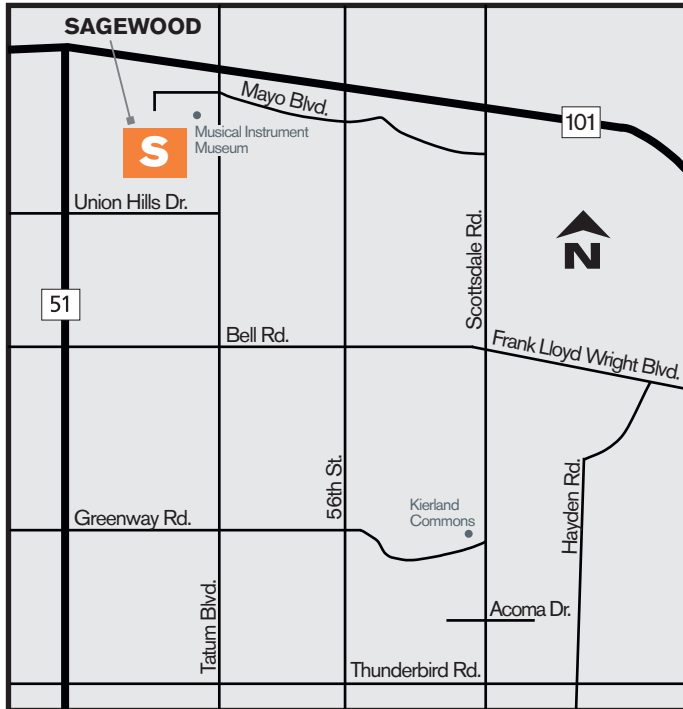 SAGEWOOD
Mayo Blvd.
101
Musical Instrument
Museum
S
Union Hills Dr.
Scottsdale Rd.
N
51
Bell Rd.
Frank Lloyd Wright Blvd.
56th St.
Kierland
Commons
Hayden Rd.
Greenway Rd.
Tatum Blvd.
Acoma Dr.
Thunderbird Rd.